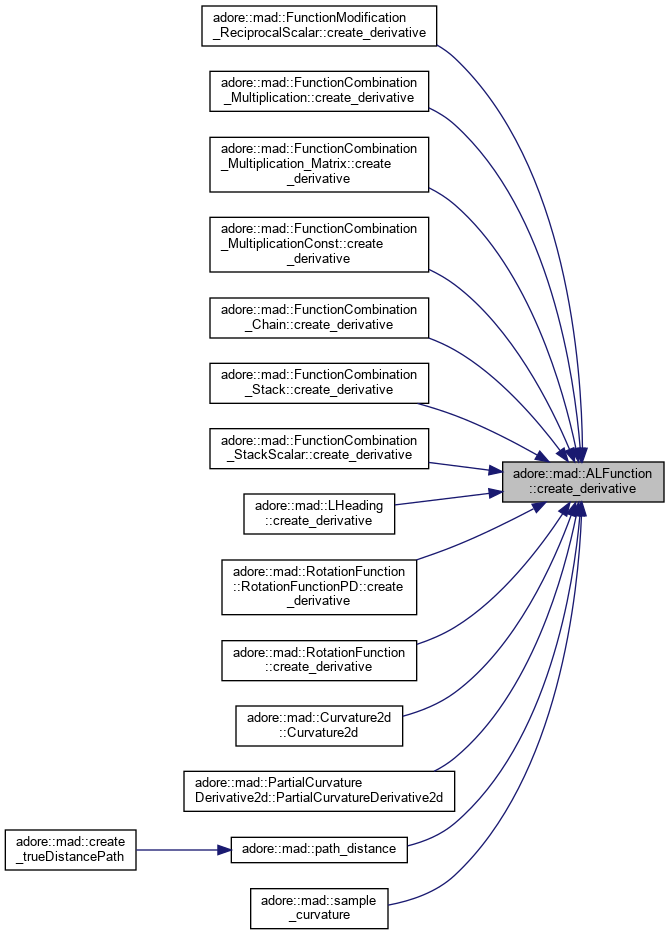 adore::mad::FunctionModification
_ReciprocalScalar::create_derivative
adore::mad::FunctionCombination
_Multiplication::create_derivative
adore::mad::FunctionCombination
_Multiplication_Matrix::create
_derivative
adore::mad::FunctionCombination
_MultiplicationConst::create
_derivative
adore::mad::FunctionCombination
_Chain::create_derivative
adore::mad::FunctionCombination
_Stack::create_derivative
adore::mad::FunctionCombination
_StackScalar::create_derivative
adore::mad::ALFunction
::create_derivative
adore::mad::LHeading
::create_derivative
adore::mad::RotationFunction
::RotationFunctionPD::create
_derivative
adore::mad::RotationFunction
::create_derivative
adore::mad::Curvature2d
::Curvature2d
adore::mad::PartialCurvature
Derivative2d::PartialCurvatureDerivative2d
adore::mad::create
_trueDistancePath
adore::mad::path_distance
adore::mad::sample
_curvature